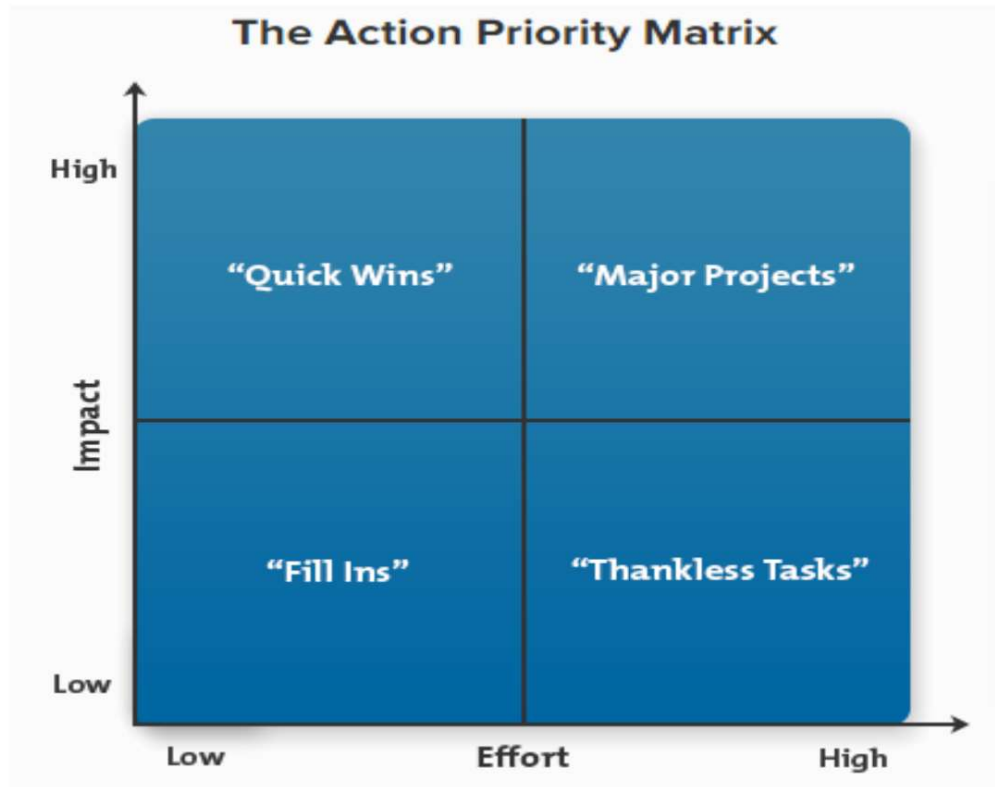 The Action Priority Matrix
High
“Quick Wins”
“Major Projects”
Impact
“Fill Ins”
“Thankless Tasks”
Low
Low
Effort
High